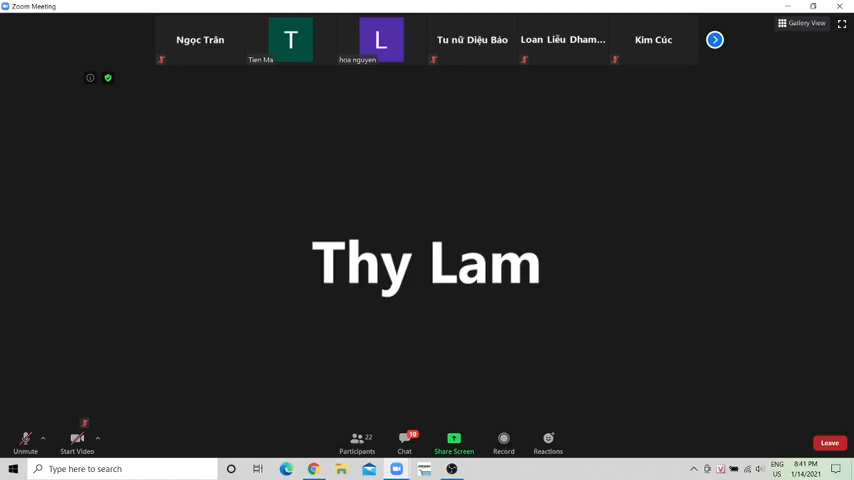 Zoom Meeting
Gallery View
Ngọc Trân
T
Tien Ma
L
hoa nguyen
Tu nữ Diệu Bảo
Loan Liễu Dham...
Kim Cúc
Thy Lam
Unmute
Start Video
22
Participants
10
Chat
Share Screen
Record
Reactions
Leave
Type here to search
ENG
US
8:41 PM
1/14/2021